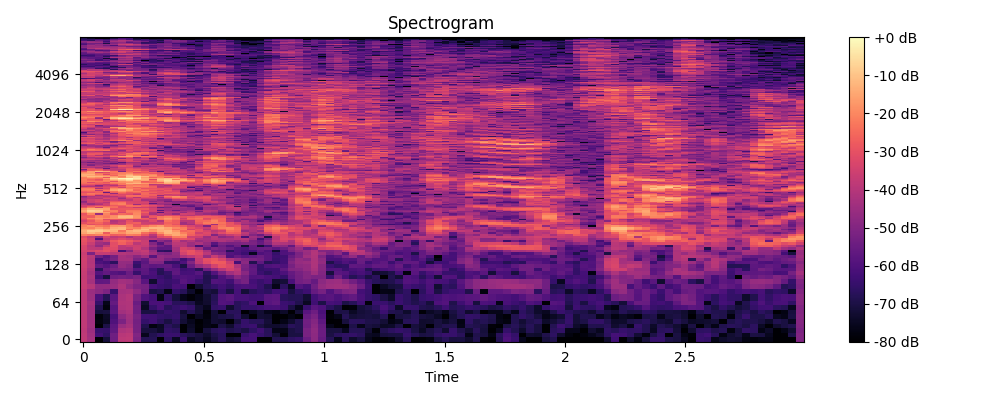 Spectrogram
Hz
4096
2048
1024
512
256
128
64
0
0
0.5
1
1.5
2
2.5
Time
+0 dB
-10 dB
-20 dB
-30 dB
-40 dB
-50 dB
-60 dB
-70 dB
-80 dB